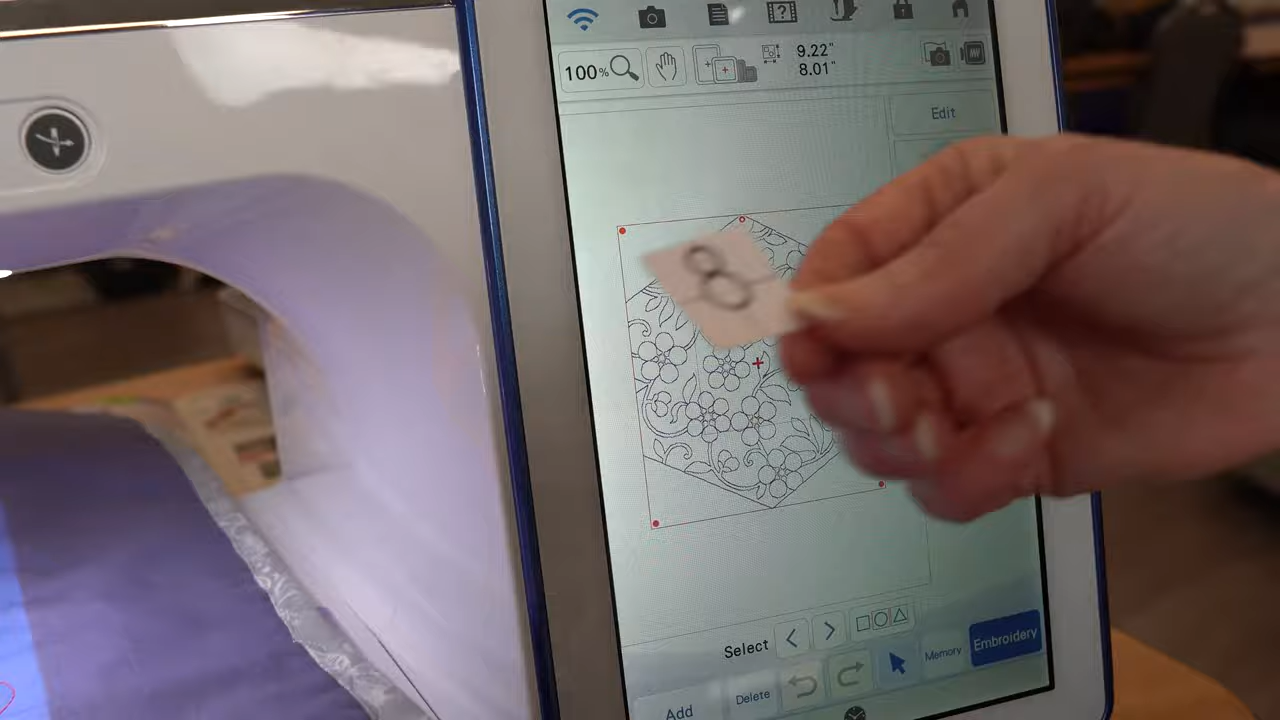 100%
9.22"
8.01"
Edit
8
Select
Embroidery
Memory
Delete
Add